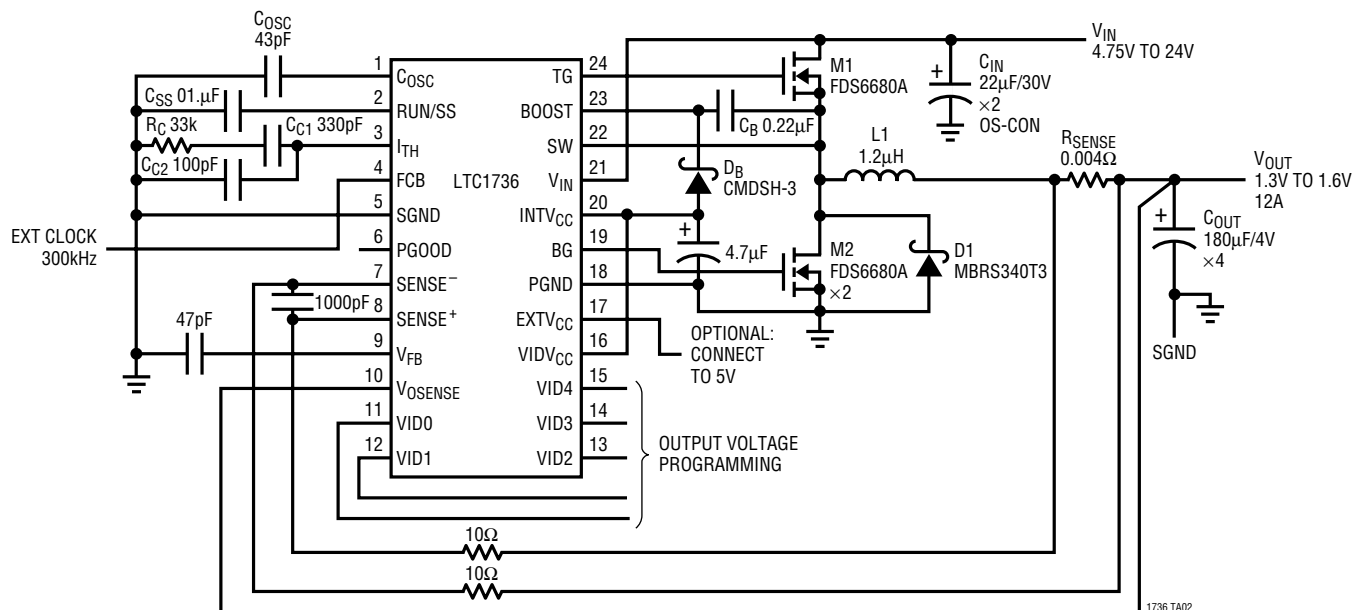 C_OSC
43pF
C_SS 01.µF
R_C 33k
C_C1 330pF
C_C2 100pF
EXT CLOCK
300kHz
1000pF
47pF
1 C_OSC
2 RUN/SS
3 I_TH
4 FCB
5 SGND
6 PGOOD
7 SENSE⁻
8 SENSE⁺
9 V_FB
10 V_OSENSE
11 VID0
12 VID1
LTC1736
TG 24
BOOST 23
SW 22
V_IN 21
INTV_CC 20
BG 19
PGND 18
EXTV_CC 17
VIDV_CC 16
VID4 15
VID3 14
VID2 13
M1
FDS6680A
C_B 0.22µF
D_B
CMDSH-3
+
4.7µF
M2
FDS6680A
×2
D1
MBRS340T3
L1
1.2µH
R_SENSE
0.004Ω
V_IN
4.75V TO 24V
+
C_IN
22µF/30V
×2
OS-CON
V_OUT
1.3V TO 1.6V
12A
+
C_OUT
180µF/4V
×4
SGND
OPTIONAL:
CONNECT
TO 5V
OUTPUT VOLTAGE
PROGRAMMING
10Ω
10Ω
1736 TA02